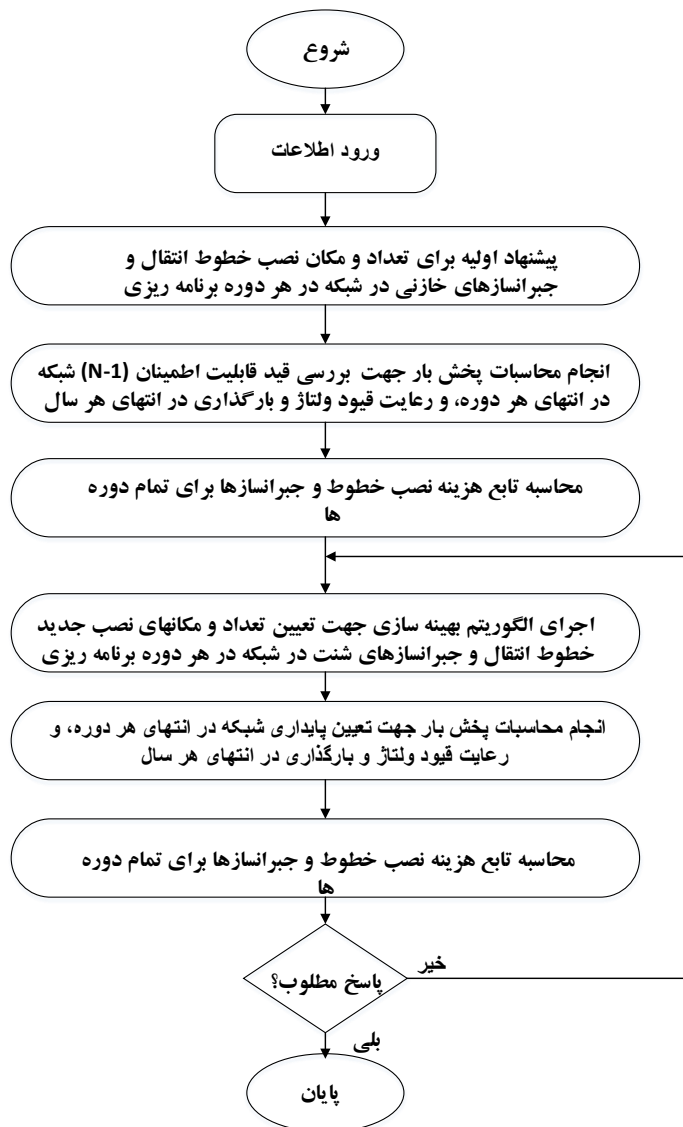 شروع
ورود اطلاعات
پیشنهاد اولیه برای تعداد و مکان نصب خطوط انتقال و
جبرانسازهای خازنی در شبکه در هر دوره برنامه ریزی
انجام محاسبات پخش بار جهت بررسی قید قابلیت اطمینان (N-1) شبکه
در انتهای هر دوره، و رعایت قیود ولتاژ و بارگذاری در انتهای هر سال
محاسبه تابع هزینه نصب خطوط و جبرانسازها برای تمام دوره
ها
اجرای الگوریتم بهینه سازی جهت تعیین تعداد و مکانهای نصب جدید
خطوط انتقال و جبرانسازهای شنت در شبکه در هر دوره برنامه ریزی
انجام محاسبات پخش بار جهت تعیین پایداری شبکه در انتهای هر دوره، و
رعایت قیود ولتاژ و بارگذاری در انتهای هر سال
محاسبه تابع هزینه نصب خطوط و جبرانسازها برای تمام دوره
ها
پاسخ مطلوب؟
خیر
بلی
پایان